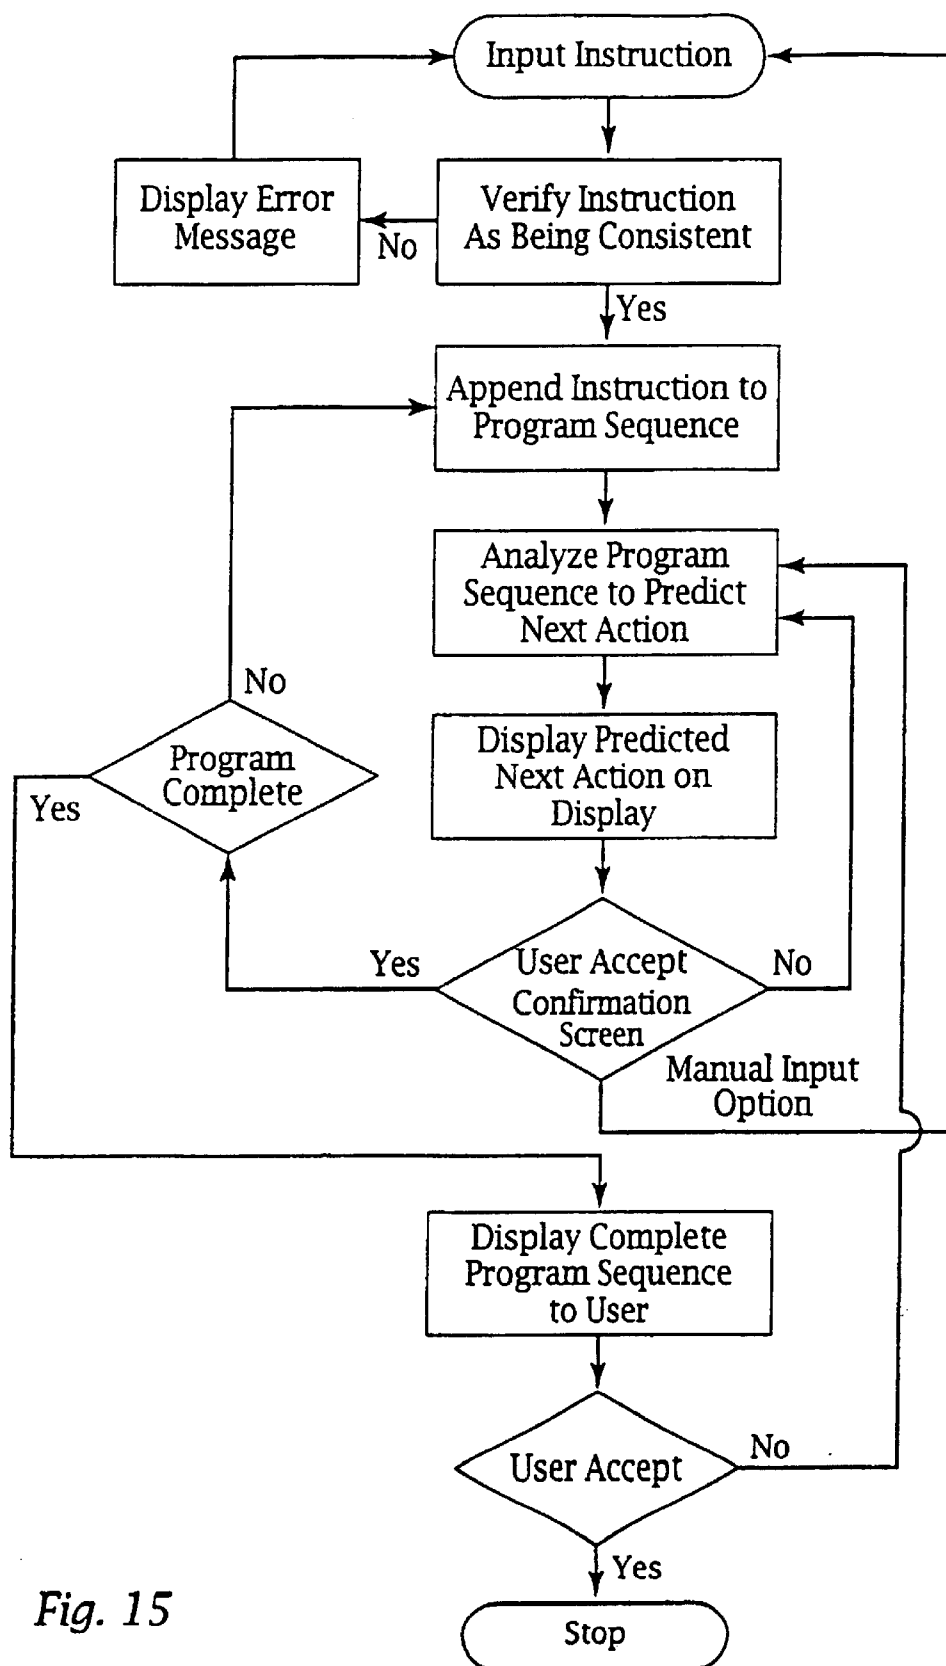 Input Instruction
Display Error
Message
No
Verify Instruction
As Being Consistent
Yes
Append Instruction to
Program Sequence
Analyze Program
Sequence to Predict
Next Action
No
Program
Complete
Yes
Display Predicted
Next Action on
Display
Yes
User Accept
Confirmation
Screen
No
Manual Input
Option
Display Complete
Program Sequence
to User
User Accept
No
Yes
Stop
Fig. 15